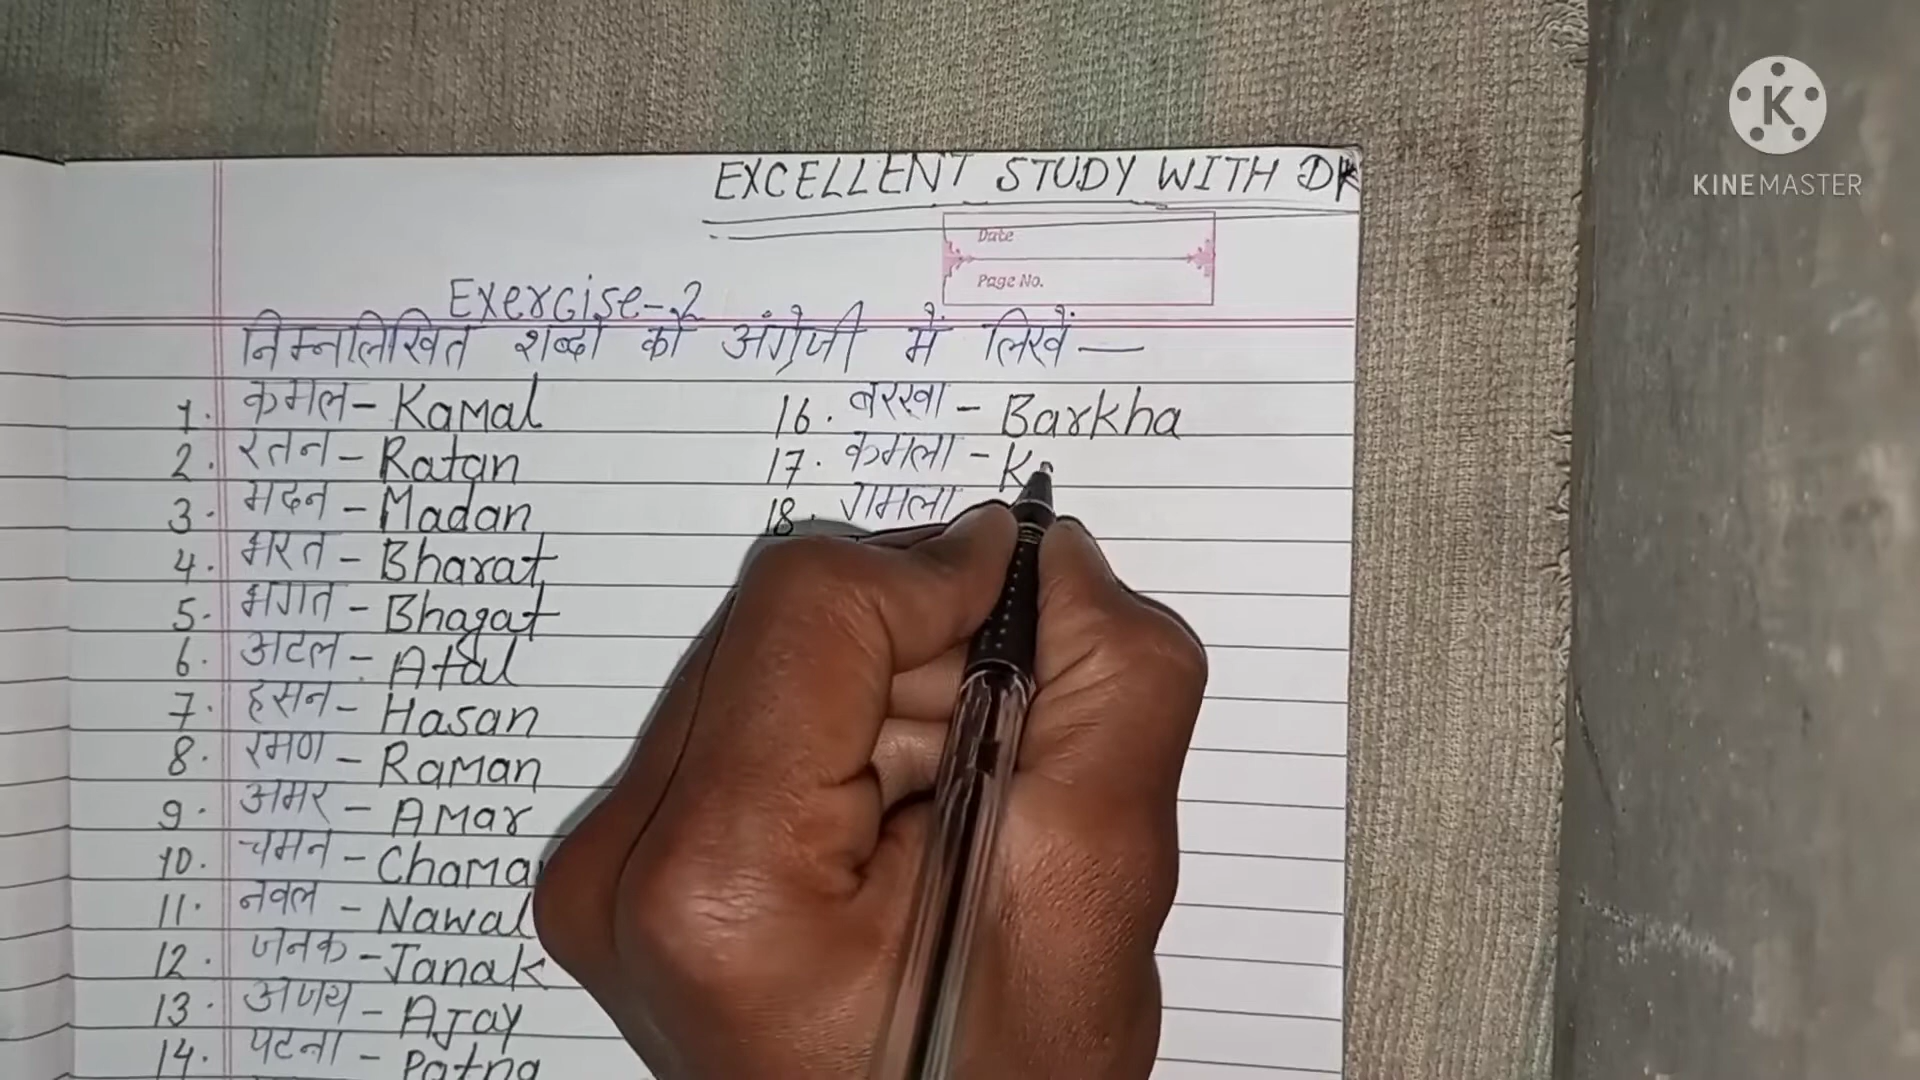 KINEMASTER
EXCELLENT STUDY WITH DK
Date
Page No.
Exercise-2
निम्नलिखित शब्दों को अंग्रेजी में लिखें —
1. कमल - Kamal
2. रतन - Ratan
3. मदन - Madan
4. भरत - Bharat
5. भगत - Bhagat
6. अटल - Atal
7. हसन - Hasan
8. रमण - Raman
9. अमर - Amar
10. चमन - Chama
11. नवल - Nawal
12. जनक - Janak
13. अजय - Ajay
14. पटना - Patna
16. बरखा - Barkha
17. कमला - K
18. गमला